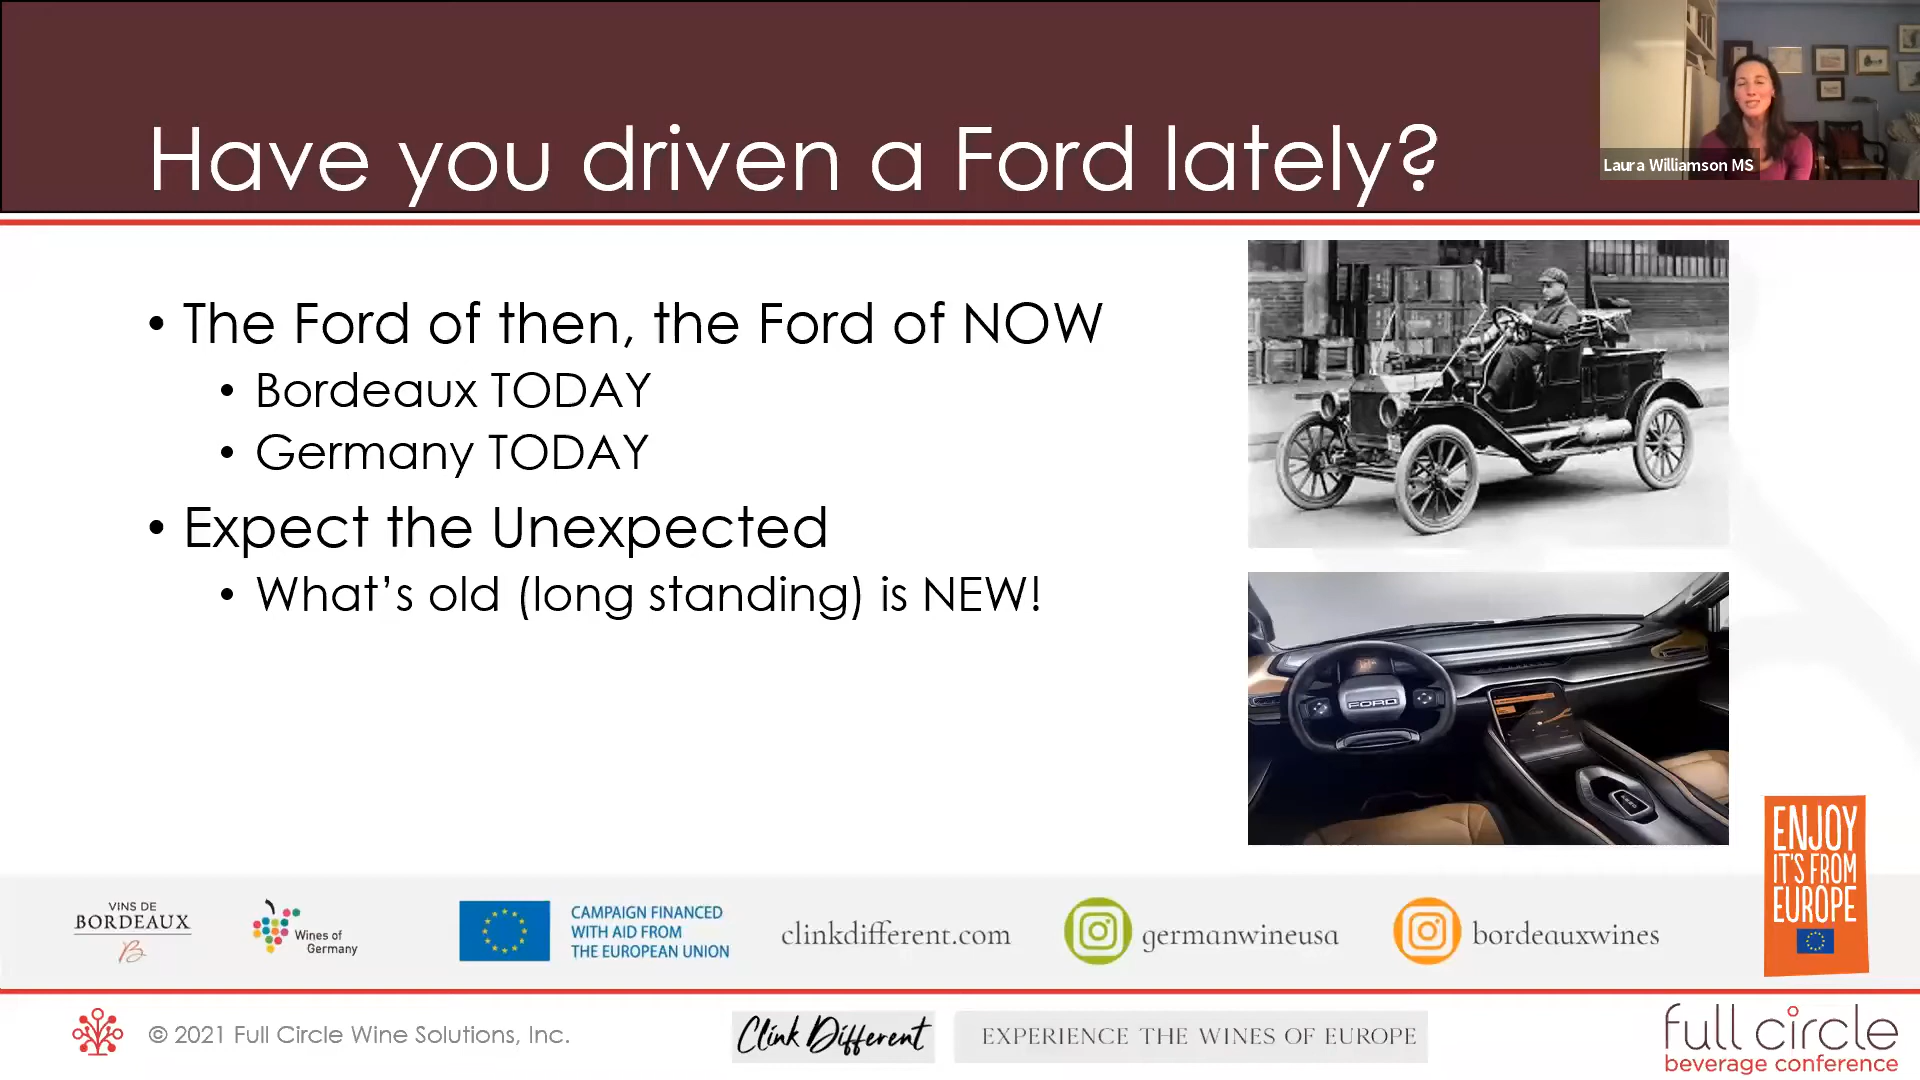 Have you driven a Ford lately?
Laura Williamson MS
• The Ford of then, the Ford of NOW
• Bordeaux TODAY
• Germany TODAY
• Expect the Unexpected
• What's old (long standing) is NEW!
FORD
ENJOY
IT'S FROM
EUROPE
VINS DE
BORDEAUX
B
Wines of
Germany
CAMPAIGN FINANCED
WITH AID FROM
THE EUROPEAN UNION
clinkdifferent.com
germanwineusa
bordeauxwines
© 2021 Full Circle Wine Solutions, Inc.
Clink Different
EXPERIENCE THE WINES OF EUROPE
full circle
beverage conference